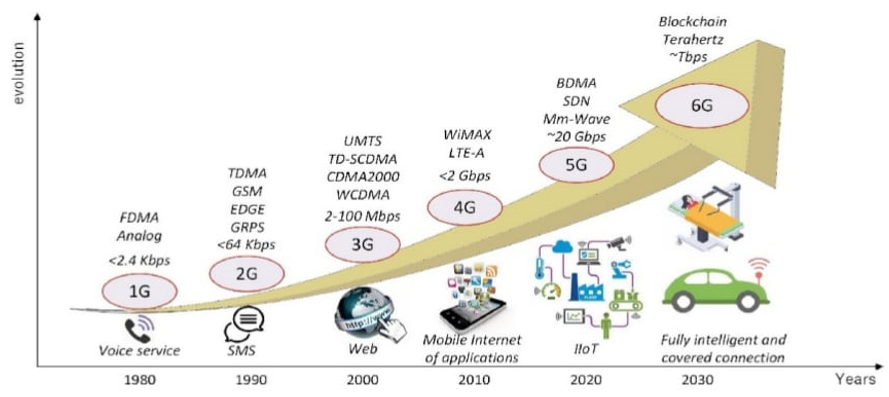 evolution
FDMA
Analog
<2.4 Kbps
1G
Voice service
1980
TDMA
GSM
EDGE
GRPS
<64 Kbps
2G
SMS
1990
UMTS
TD-SCDMA
CDMA2000
WCDMA
2-100 Mbps
3G
http://www.
Web
2000
WiMAX
LTE-A
<2 Gbps
4G
Mobile Internet
of applications
2010
BDMA
SDN
Mm-Wave
~20 Gbps
5G
IIoT
2020
Blockchain
Terahertz
~Tbps
6G
Fully intelligent and
covered connection
2030
Years